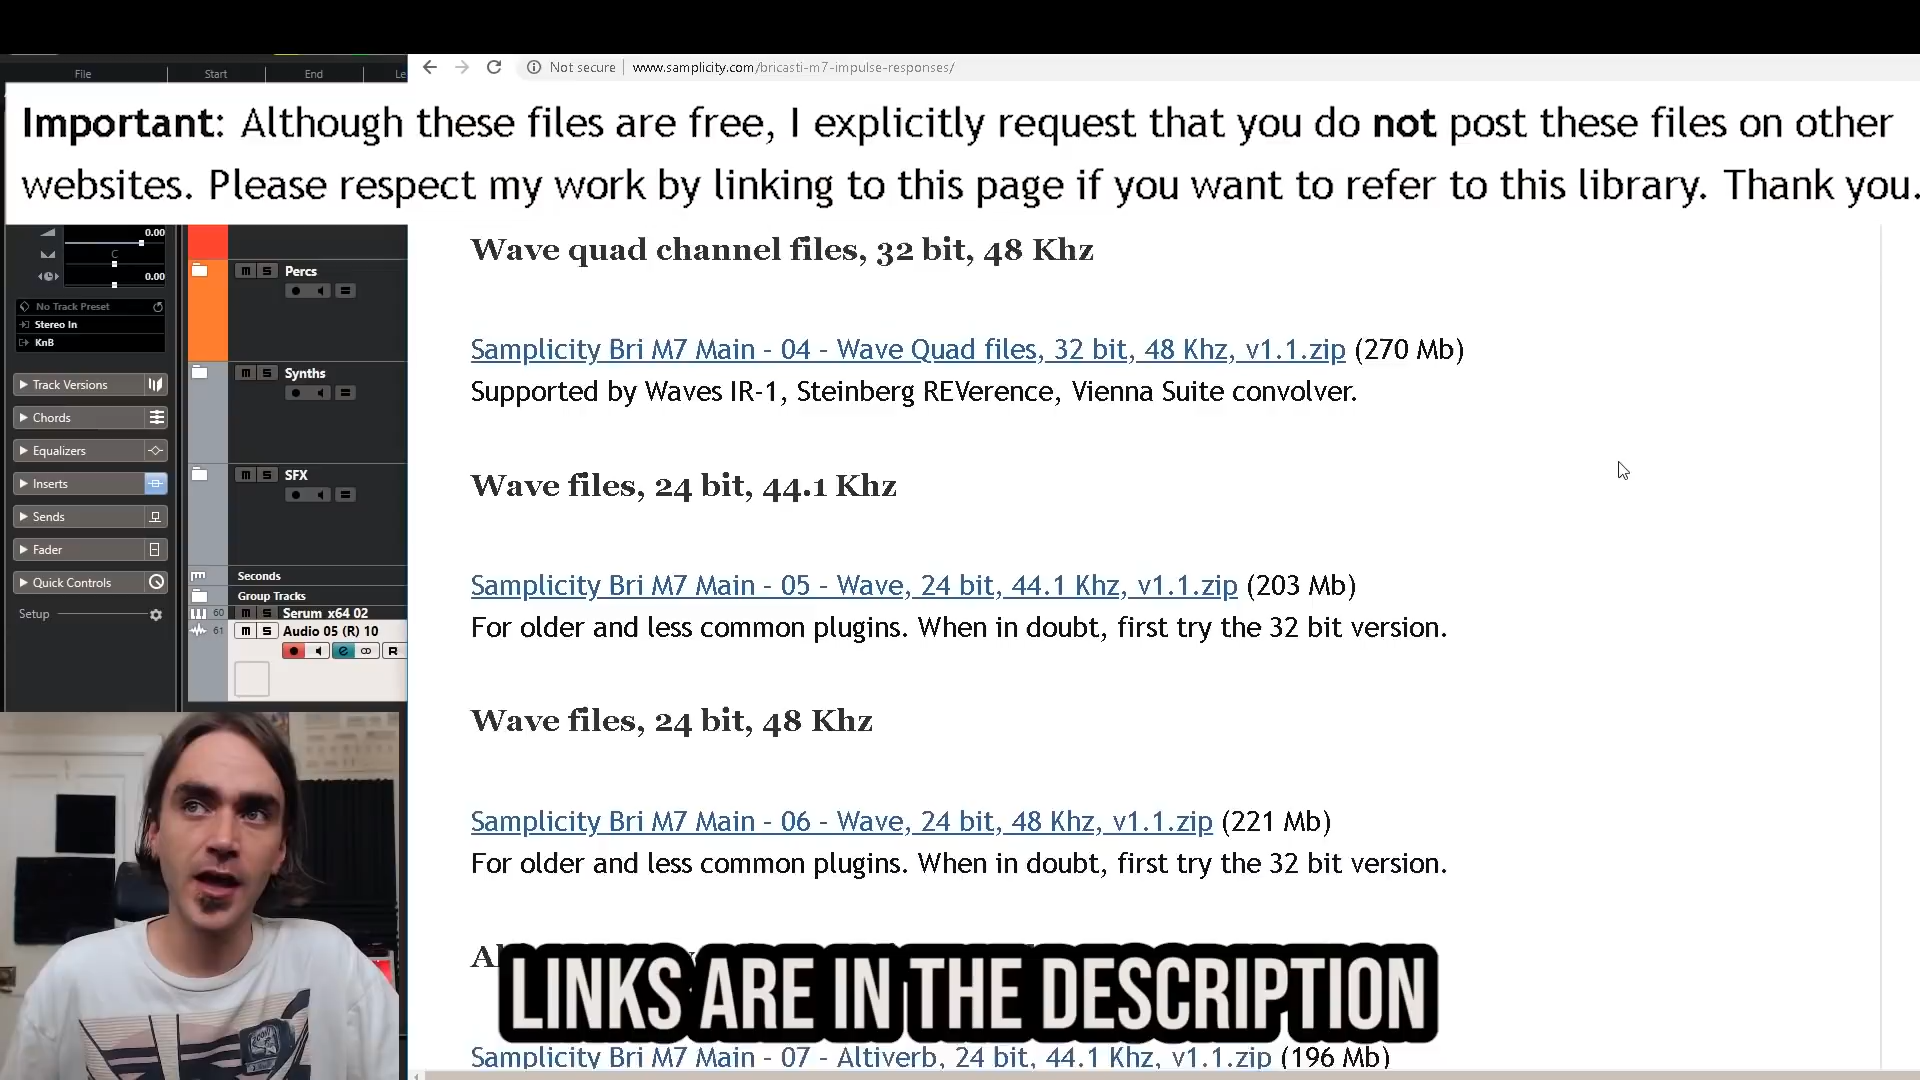 File Start End Le
Not secure www.samplicity.com/bricasti-m7-impulse-responses/
Important: Although these files are free, I explicitly request that you do not post these files on other
websites. Please respect my work by linking to this page if you want to refer to this library. Thank you.
0.00
C
0.00
No Track Preset
Stereo In
KnB
Track Versions
Chords
Equalizers
Inserts
Sends
Fader
Quick Controls
Setup
m S Percs
m S Synths
m S SFX
Seconds
Group Tracks
60 m S Serum x64 02
61 m S Audio 05 (R) 10
e R
Wave quad channel files, 32 bit, 48 Khz
Samplicity Bri M7 Main - 04 - Wave Quad files, 32 bit, 48 Khz, v1.1.zip (270 Mb)
Supported by Waves IR-1, Steinberg REVerence, Vienna Suite convolver.
Wave files, 24 bit, 44.1 Khz
Samplicity Bri M7 Main - 05 - Wave, 24 bit, 44.1 Khz, v1.1.zip (203 Mb)
For older and less common plugins. When in doubt, first try the 32 bit version.
Wave files, 24 bit, 48 Khz
Samplicity Bri M7 Main - 06 - Wave, 24 bit, 48 Khz, v1.1.zip (221 Mb)
For older and less common plugins. When in doubt, first try the 32 bit version.
LINKS ARE IN THE DESCRIPTION
Samplicity Bri M7 Main - 07 - Altiverb, 24 bit, 44.1 Khz, v1.1.zip (196 Mb)